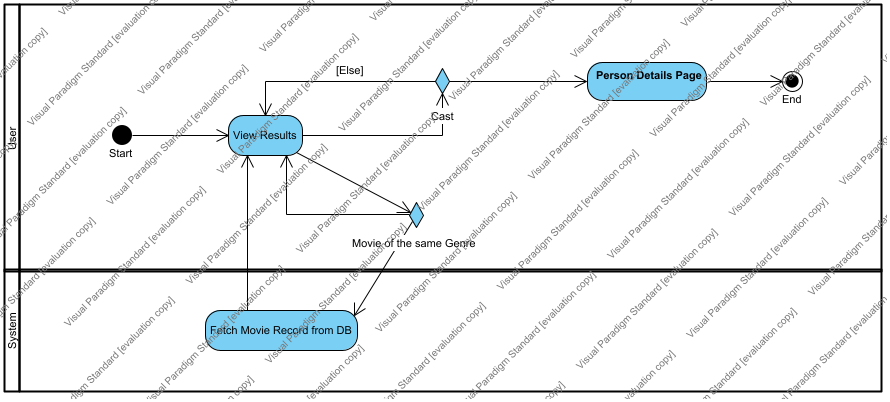 User
[Else]
Person Details Page
End
Cast
View Results
Start
Movie of the same Genre
System
Fetch Movie Record from DB
Visual Paradigm Standard [evaluation copy]